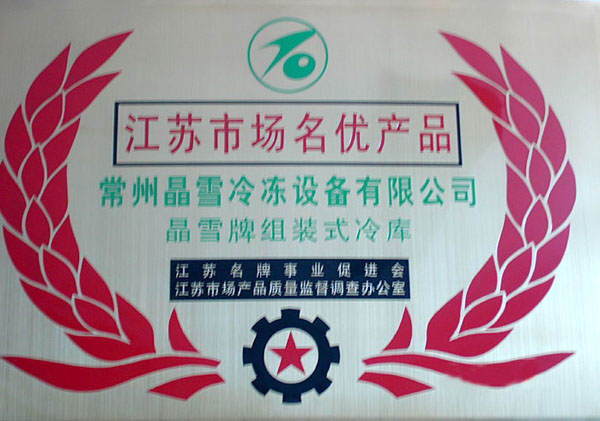 江苏市场名优产品
常州晶雪冷冻设备有限公司
晶雪牌组装式冷库
江苏名牌事业促进会
江苏市场产品质量监督调查办公室